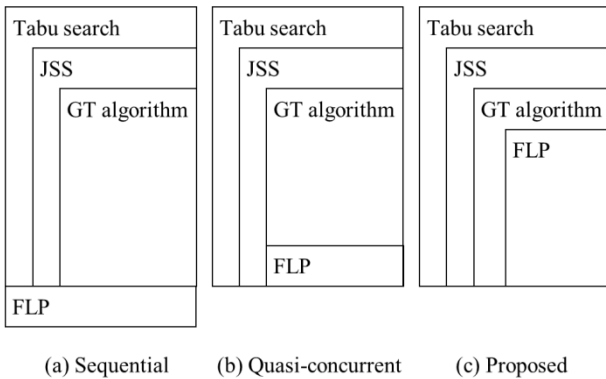 Tabu search
JSS
GT algorithm
FLP
(a) Sequential
Tabu search
JSS
GT algorithm
FLP
(b) Quasi-concurrent
Tabu search
JSS
GT algorithm
FLP
(c) Proposed